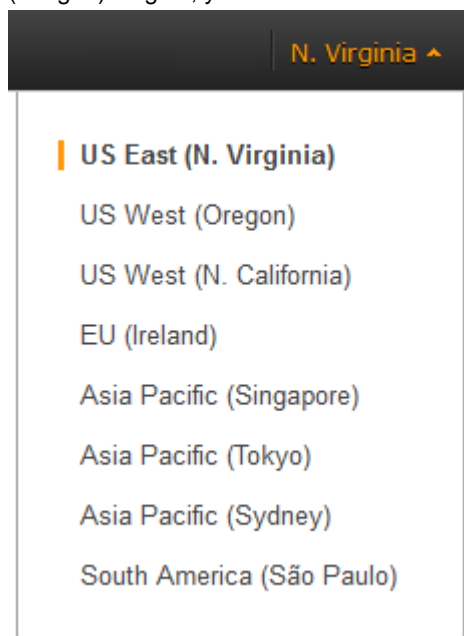 N. Virginia
US East (N. Virginia)
US West (Oregon)
US West (N. California)
EU (Ireland)
Asia Pacific (Singapore)
Asia Pacific (Tokyo)
Asia Pacific (Sydney)
South America (São Paulo)